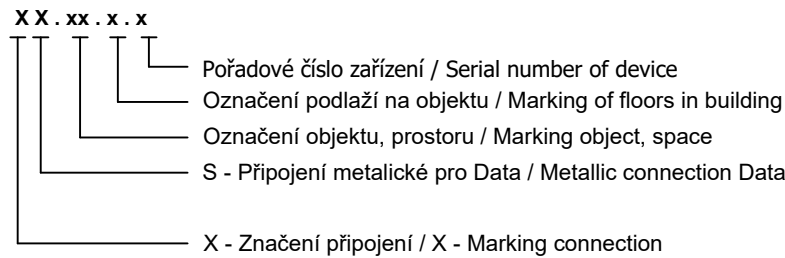 X X . xx . x . x
Pořadové číslo zařízení / Serial number of device
Označení podlaží na objektu / Marking of floors in building
Označení objektu, prostoru / Marking object, space
S - Připojení metalické pro Data / Metallic connection Data
X - Značení připojení / X - Marking connection